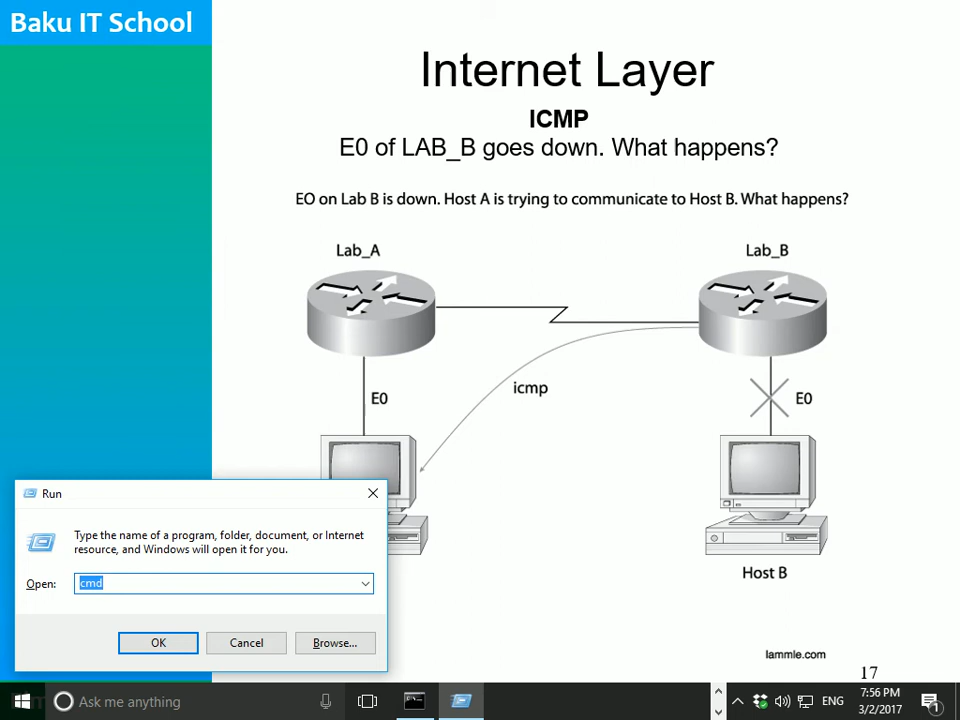 Baku IT School
Internet Layer
ICMP
E0 of LAB_B goes down. What happens?
EO on Lab B is down. Host A is trying to communicate to Host B. What happens?
Lab_A
Lab_B
E0
icmp
E0
Host B
lammle.com
17
Run
Type the name of a program, folder, document, or Internet
resource, and Windows will open it for you.
Open:
cmd
OK
Cancel
Browse...
Ask me anything
ENG
7:56 PM
3/2/2017
1